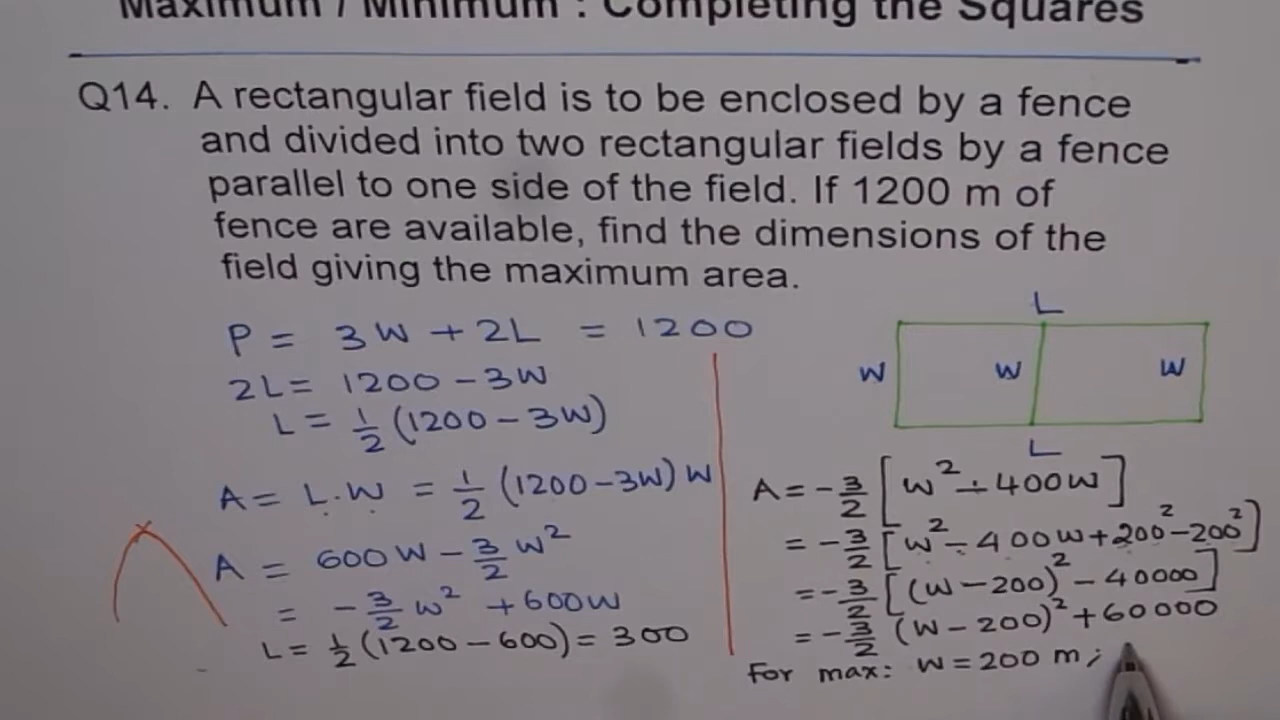 Maximum / Minimum : Completing the Squares
Q14. A rectangular field is to be enclosed by a fence
and divided into two rectangular fields by a fence
parallel to one side of the field. If 1200 m of
fence are available, find the dimensions of the
field giving the maximum area.
P = 3W + 2L = 1200
2L = 1200 - 3W
L = 1/2 (1200 - 3W)
A = L.W = 1/2 (1200 - 3W) W
A = 600W - 3/2 W²
= -3/2 W² + 600W
L = 1/2 (1200 - 600) = 300
L
W W W
L
A = -3/2 [W² - 400W]
= -3/2 [W² - 400W + 200² - 200²]
= -3/2 [(W - 200)² - 40000]
= -3/2 (W - 200)² + 60000
For max: W = 200 m;